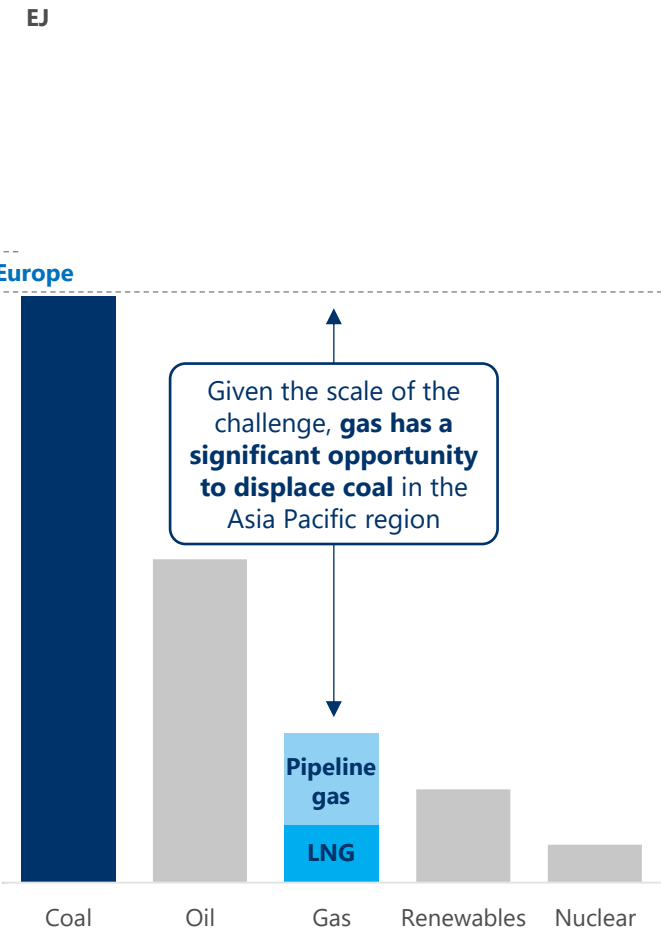 EJ
Europe
Given the scale of the
challenge, gas has a
significant opportunity
to displace coal in the
Asia Pacific region
Pipeline
gas
LNG
Coal Oil Gas Renewables Nuclear